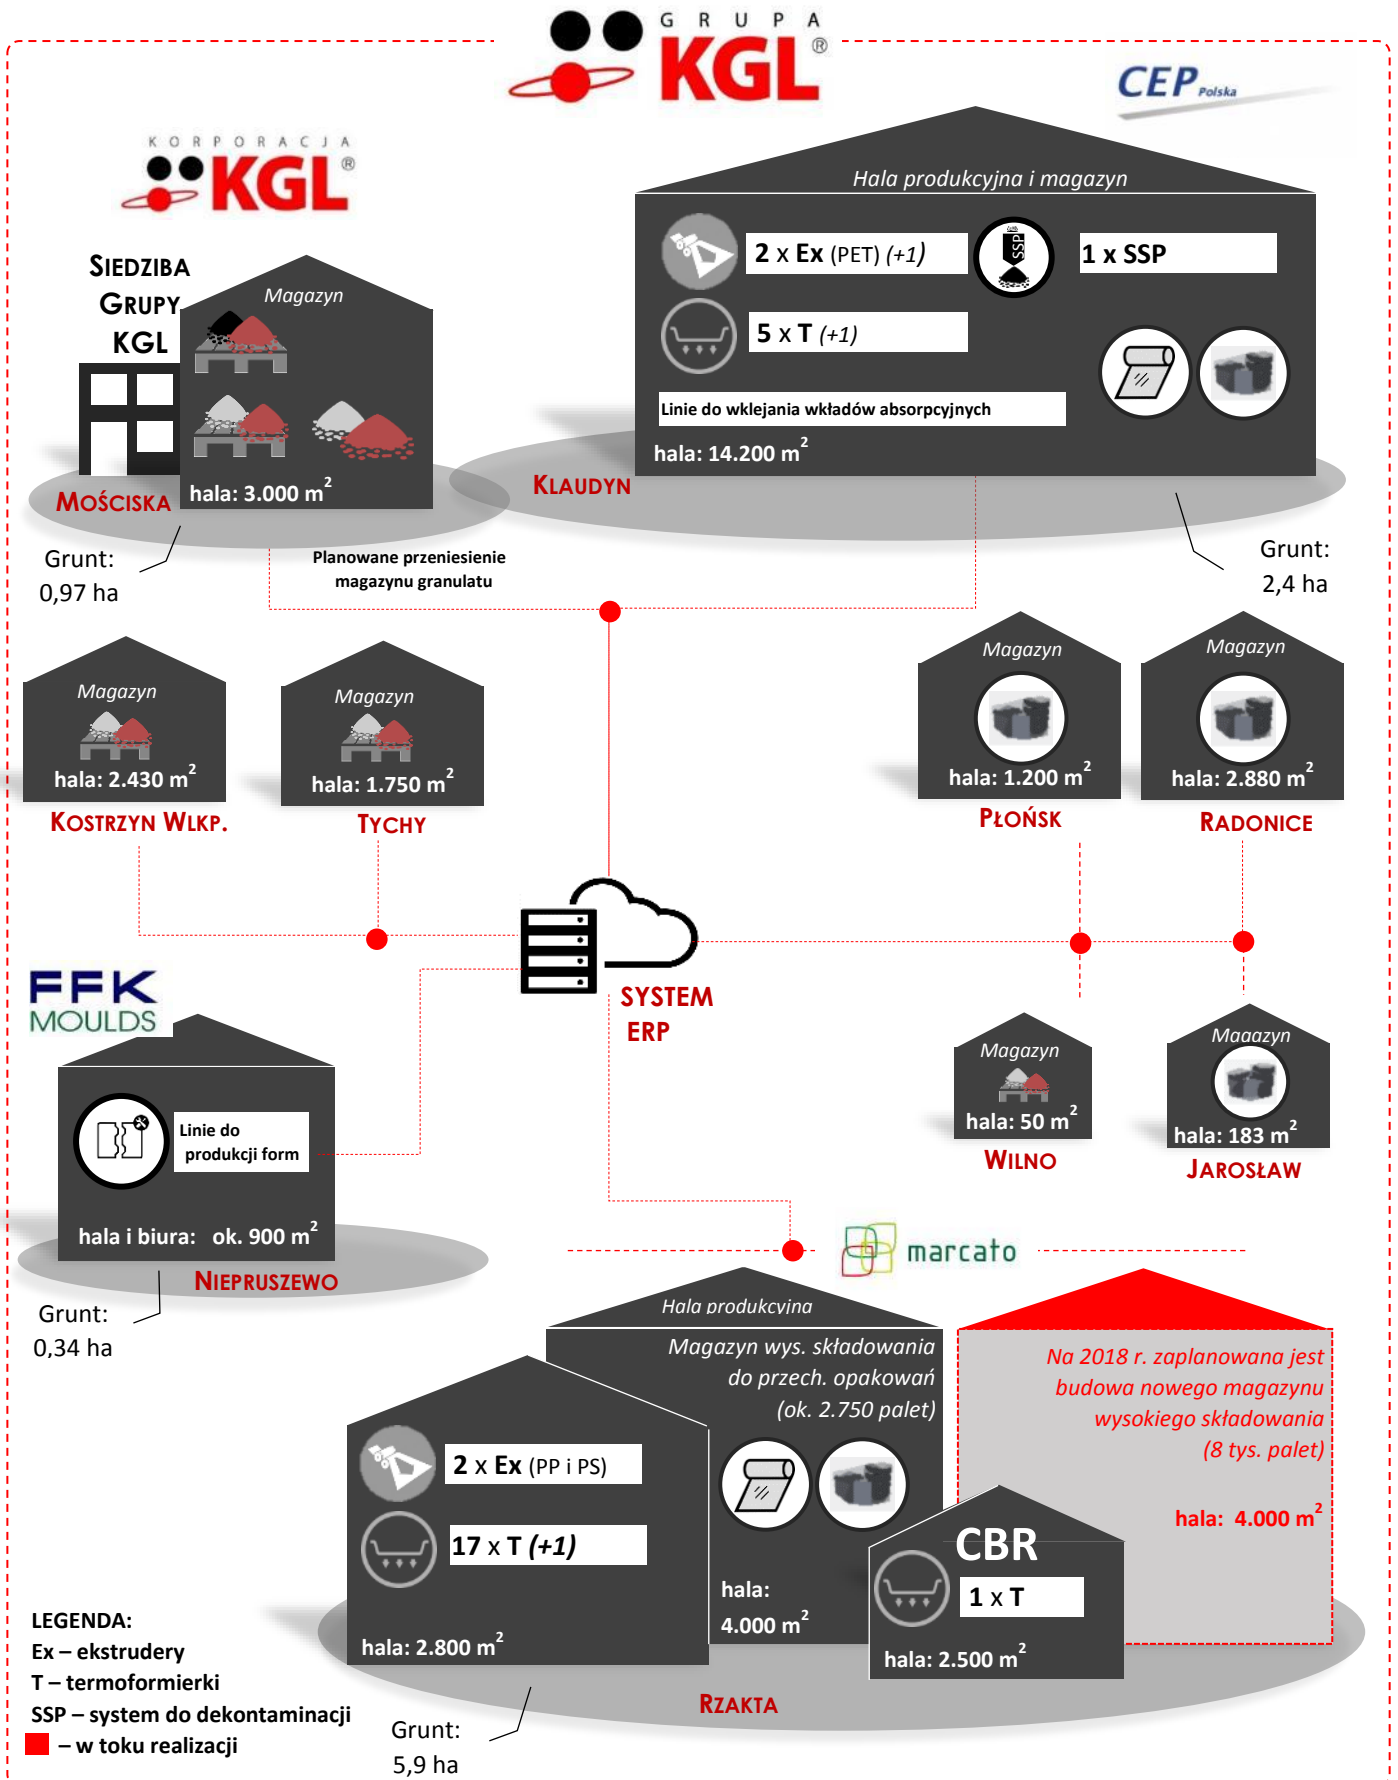 GRUPA
KGL®
CEP Polska
KORPORACJA
KGL®
Hala produkcyjna i magazyn
2 x Ex (PET) (+1)
SSP
1 x SSP
5 x T (+1)
Linie do wklejania wkładów absorpcyjnych
hala: 14.200 m2
KLAUDYN
Grunt:
2,4 ha
SIEDZIBA
GRUPY
KGL
Magazyn
hala: 3.000 m2
MOŚCISKA
Grunt:
0,97 ha
Planowane przeniesienie
magazynu granulatu
Magazyn
hala: 2.430 m2
KOSTRZYN WLKP.
Magazyn
hala: 1.750 m2
TYCHY
Magazyn
hala: 1.200 m2
PŁOŃSK
Magazyn
hala: 2.880 m2
RADONICE
SYSTEM
ERP
FFK
MOULDS
Linie do
produkcji form
hala i biura: ok. 900 m2
NIEPRUSZEWO
Grunt:
0,34 ha
Magazyn
hala: 50 m2
WILNO
Magazyn
hala: 183 m2
JAROSŁAW
marcato
Hala produkcyjna
Magazyn wys. składowania
do przech. opakowań
(ok. 2.750 palet)
hala:
4.000 m2
2 x Ex (PP i PS)
17 x T (+1)
hala: 2.800 m2
CBR
1 x T
hala: 2.500 m2
Na 2018 r. zaplanowana jest
budowa nowego magazynu
wysokiego składowania
(8 tys. palet)
hala: 4.000 m2
RZAKTA
Grunt:
5,9 ha
LEGENDA:
Ex – ekstrudery
T – termoformierki
SSP – system do dekontaminacji
– w toku realizacji